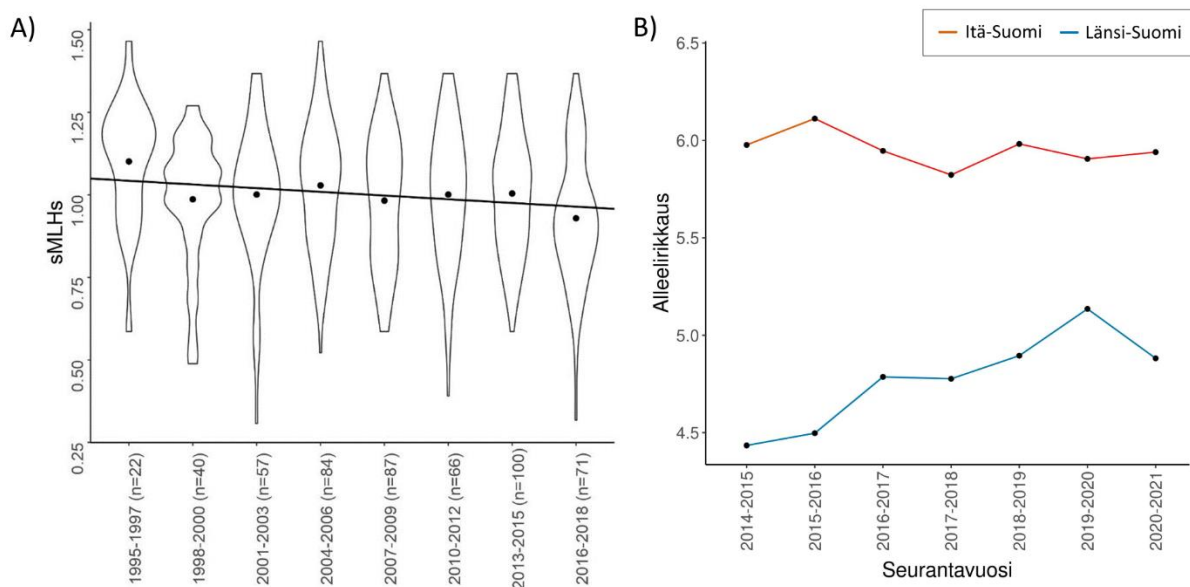 A)
sMLHs
1.50
1.25
1.00
0.75
0.50
0.25
1995-1997 (n=22)
1998-2000 (n=40)
2001-2003 (n=57)
2004-2006 (n=84)
2007-2009 (n=87)
2010-2012 (n=66)
2013-2015 (n=100)
2016-2018 (n=71)
B)
Itä-Suomi
Länsi-Suomi
Alleelirikkaus
6.5
6.0
5.5
5.0
4.5
2014-2015
2015-2016
2016-2017
2017-2018
2018-2019
2019-2020
2020-2021
Seurantavuosi